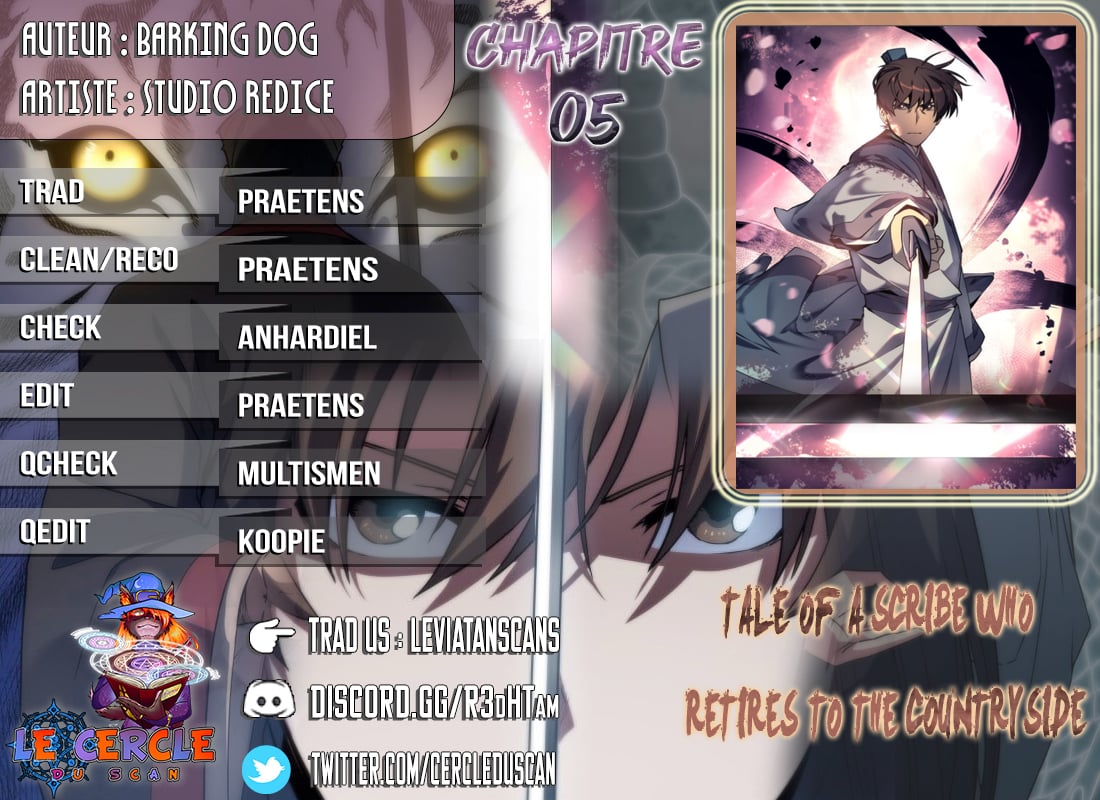 AUTEUR : BARKING DOG
ARTISTE : STUDIO REDICE
CHAPITRE
05
TRAD
PRAETENS
CLEAN/RECO
PRAETENS
CHECK
ANHARDIEL
EDIT
PRAETENS
QCHECK
MULTISMEN
QEDIT
KOOPIE
TRAD US : LEVIATANSCANS
DISCORD.GG/R3DHTAM
TWITTER.COM/CERCLEDUSCAN
LE CERCLE
DU SCAN
TALE OF A SCRIBE WHO
RETIRES TO THE COUNTRYSIDE